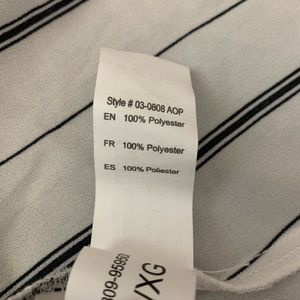 Style # 03-0808 AOP
EN 100% Polyester
FR 100% Polyester
ES 100% Poliester
/XG